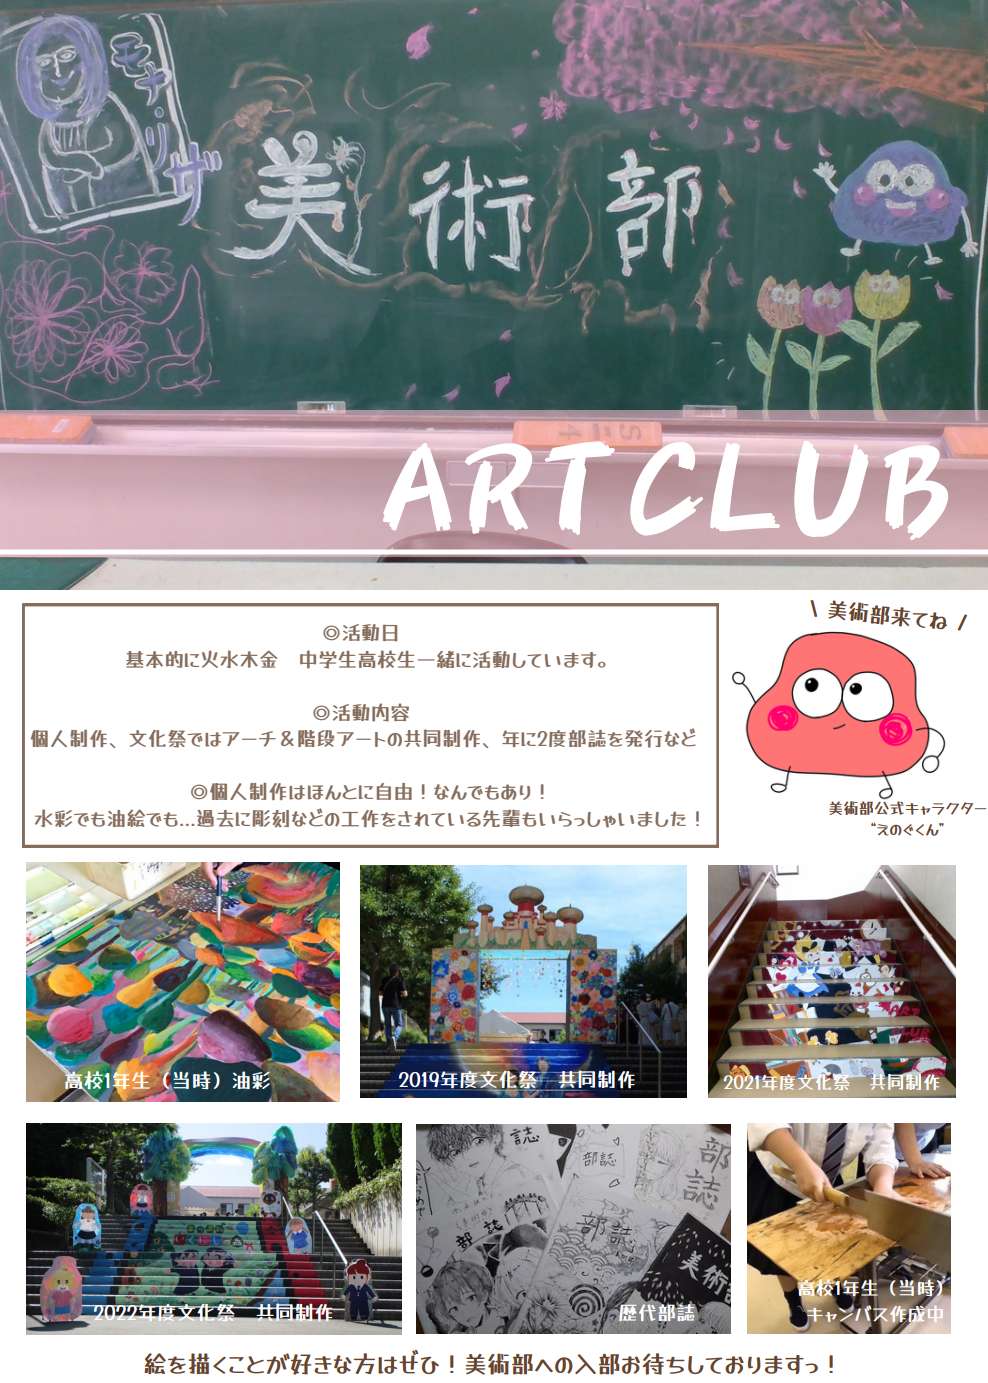 モナ・リザ
美術部
ARTCLUB
◎活動日
基本的に火水木金　中学生高校生一緒に活動しています。
◎活動内容
個人制作、文化祭ではアーチ＆階段アートの共同制作、年に2度部誌を発行など
◎個人制作はほんとに自由！なんでもあり！
水彩でも油絵でも…過去に彫刻などの工作をされている先輩もいらっしゃいました！
\ 美術部来てね /
美術部公式キャラクター
“えのぐくん”
高校1年生（当時）油彩
2019年度文化祭　共同制作
2021年度文化祭　共同制作
ART
CLUB
2022年度文化祭　共同制作
誌
部誌
部誌
部誌
部誌
美術
歴代部誌
高校1年生（当時）
キャンバス作成中
絵を描くことが好きな方はぜひ！美術部への入部お待ちしておりますっ！